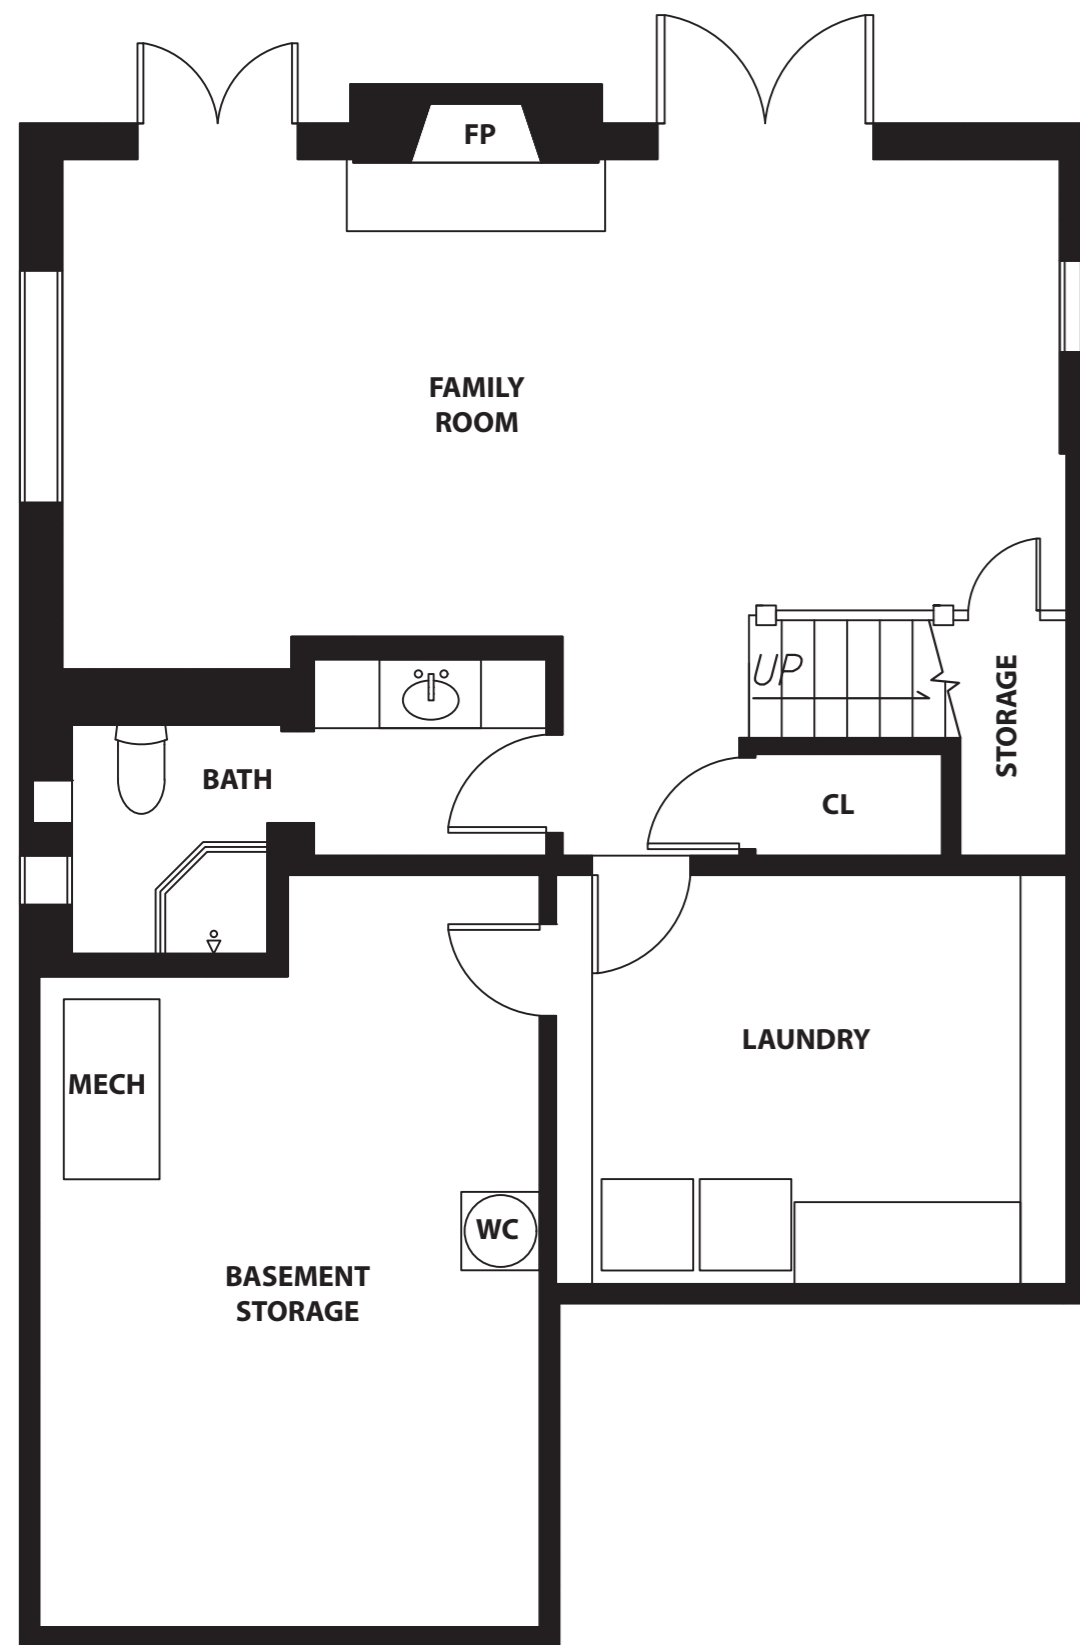 FP
FAMILY
ROOM
UP
STORAGE
BATH
CL
LAUNDRY
MECH
WC
BASEMENT
STORAGE